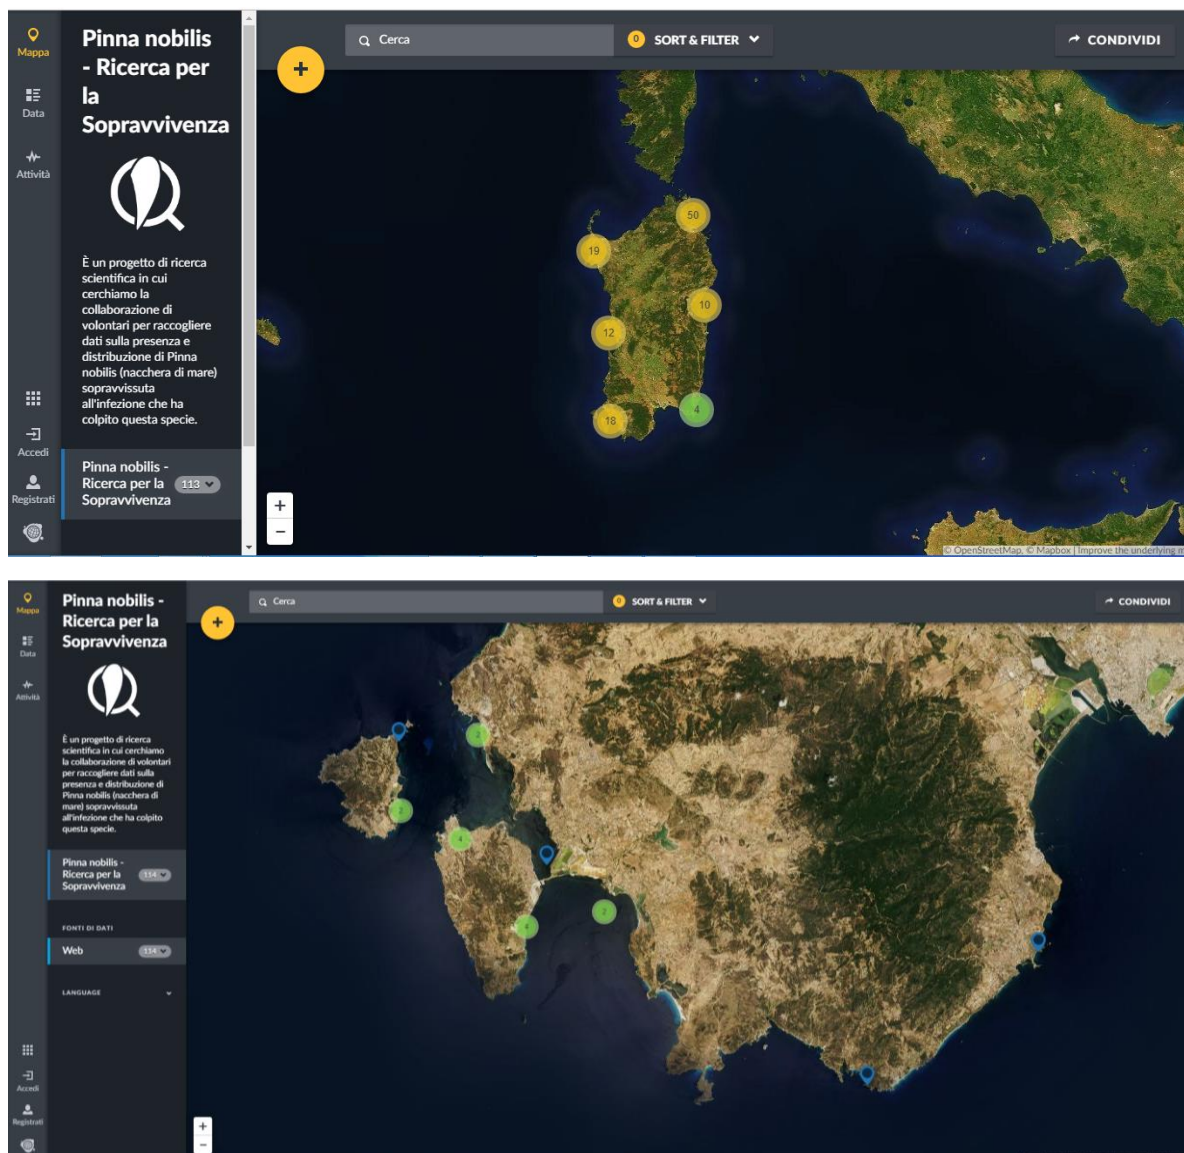 Mappa
Data
Attività
Accedi
Registrati
Pinna nobilis
- Ricerca per
la
Sopravvivenza
È un progetto di ricerca
scientifica in cui
cerchiamo la
collaborazione di
volontari per raccogliere
dati sulla presenza e
distribuzione di Pinna
nobilis (nacchera di mare)
sopravvissuta
all'infezione che ha
colpito questa specie.
Pinna nobilis -
Ricerca per la
Sopravvivenza
113
+
Cerca
0 SORT & FILTER
CONDIVIDI
50
19
10
12
4
18
+
−
© OpenStreetMap, © Mapbox | Improve the underlying m
Mappa
Data
Attività
Accedi
Registrati
Pinna nobilis -
Ricerca per la
Sopravvivenza
È un progetto di ricerca
scientifica in cui cerchiamo
la collaborazione di volontari
per raccogliere dati sulla
presenza e distribuzione di
Pinna nobilis (nacchera di
mare) sopravvissuta
all'infezione che ha colpito
questa specie.
Pinna nobilis -
Ricerca per la
Sopravvivenza
114
FONTI DI DATI
Web 114
LANGUAGE
+
Cerca
0 SORT & FILTER
CONDIVIDI
2
2
4
2
4
+
−